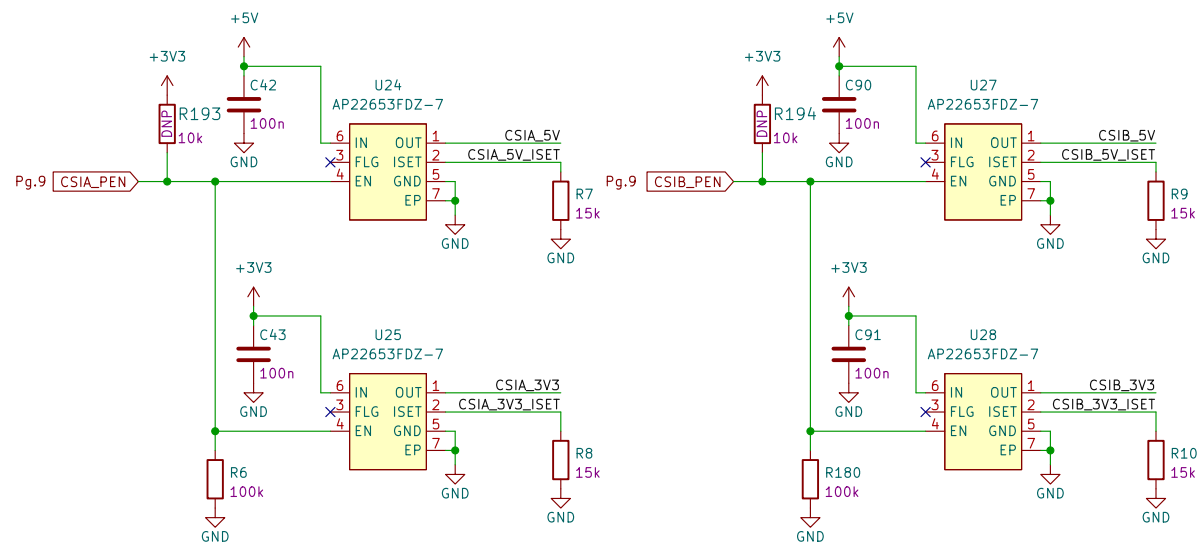 +5V
+3V3
C42
100n
GND
R193
DNP
10k
U24
AP22653FDZ-7
6 IN OUT 1 CSIA_5V
3 FLG ISET 2 CSIA_5V_ISET
4 EN GND 5
EP 7
GND
R7
15k
GND
Pg.9 CSIA_PEN
+3V3
C43
100n
GND
U25
AP22653FDZ-7
6 IN OUT 1 CSIA_3V3
3 FLG ISET 2 CSIA_3V3_ISET
4 EN GND 5
EP 7
GND
R8
15k
GND
R6
100k
GND
+5V
+3V3
C90
100n
GND
R194
DNP
10k
U27
AP22653FDZ-7
6 IN OUT 1 CSIB_5V
3 FLG ISET 2 CSIB_5V_ISET
4 EN GND 5
EP 7
GND
R9
15k
GND
Pg.9 CSIB_PEN
+3V3
C91
100n
GND
U28
AP22653FDZ-7
6 IN OUT 1 CSIB_3V3
3 FLG ISET 2 CSIB_3V3_ISET
4 EN GND 5
EP 7
GND
R10
15k
GND
R180
100k
GND